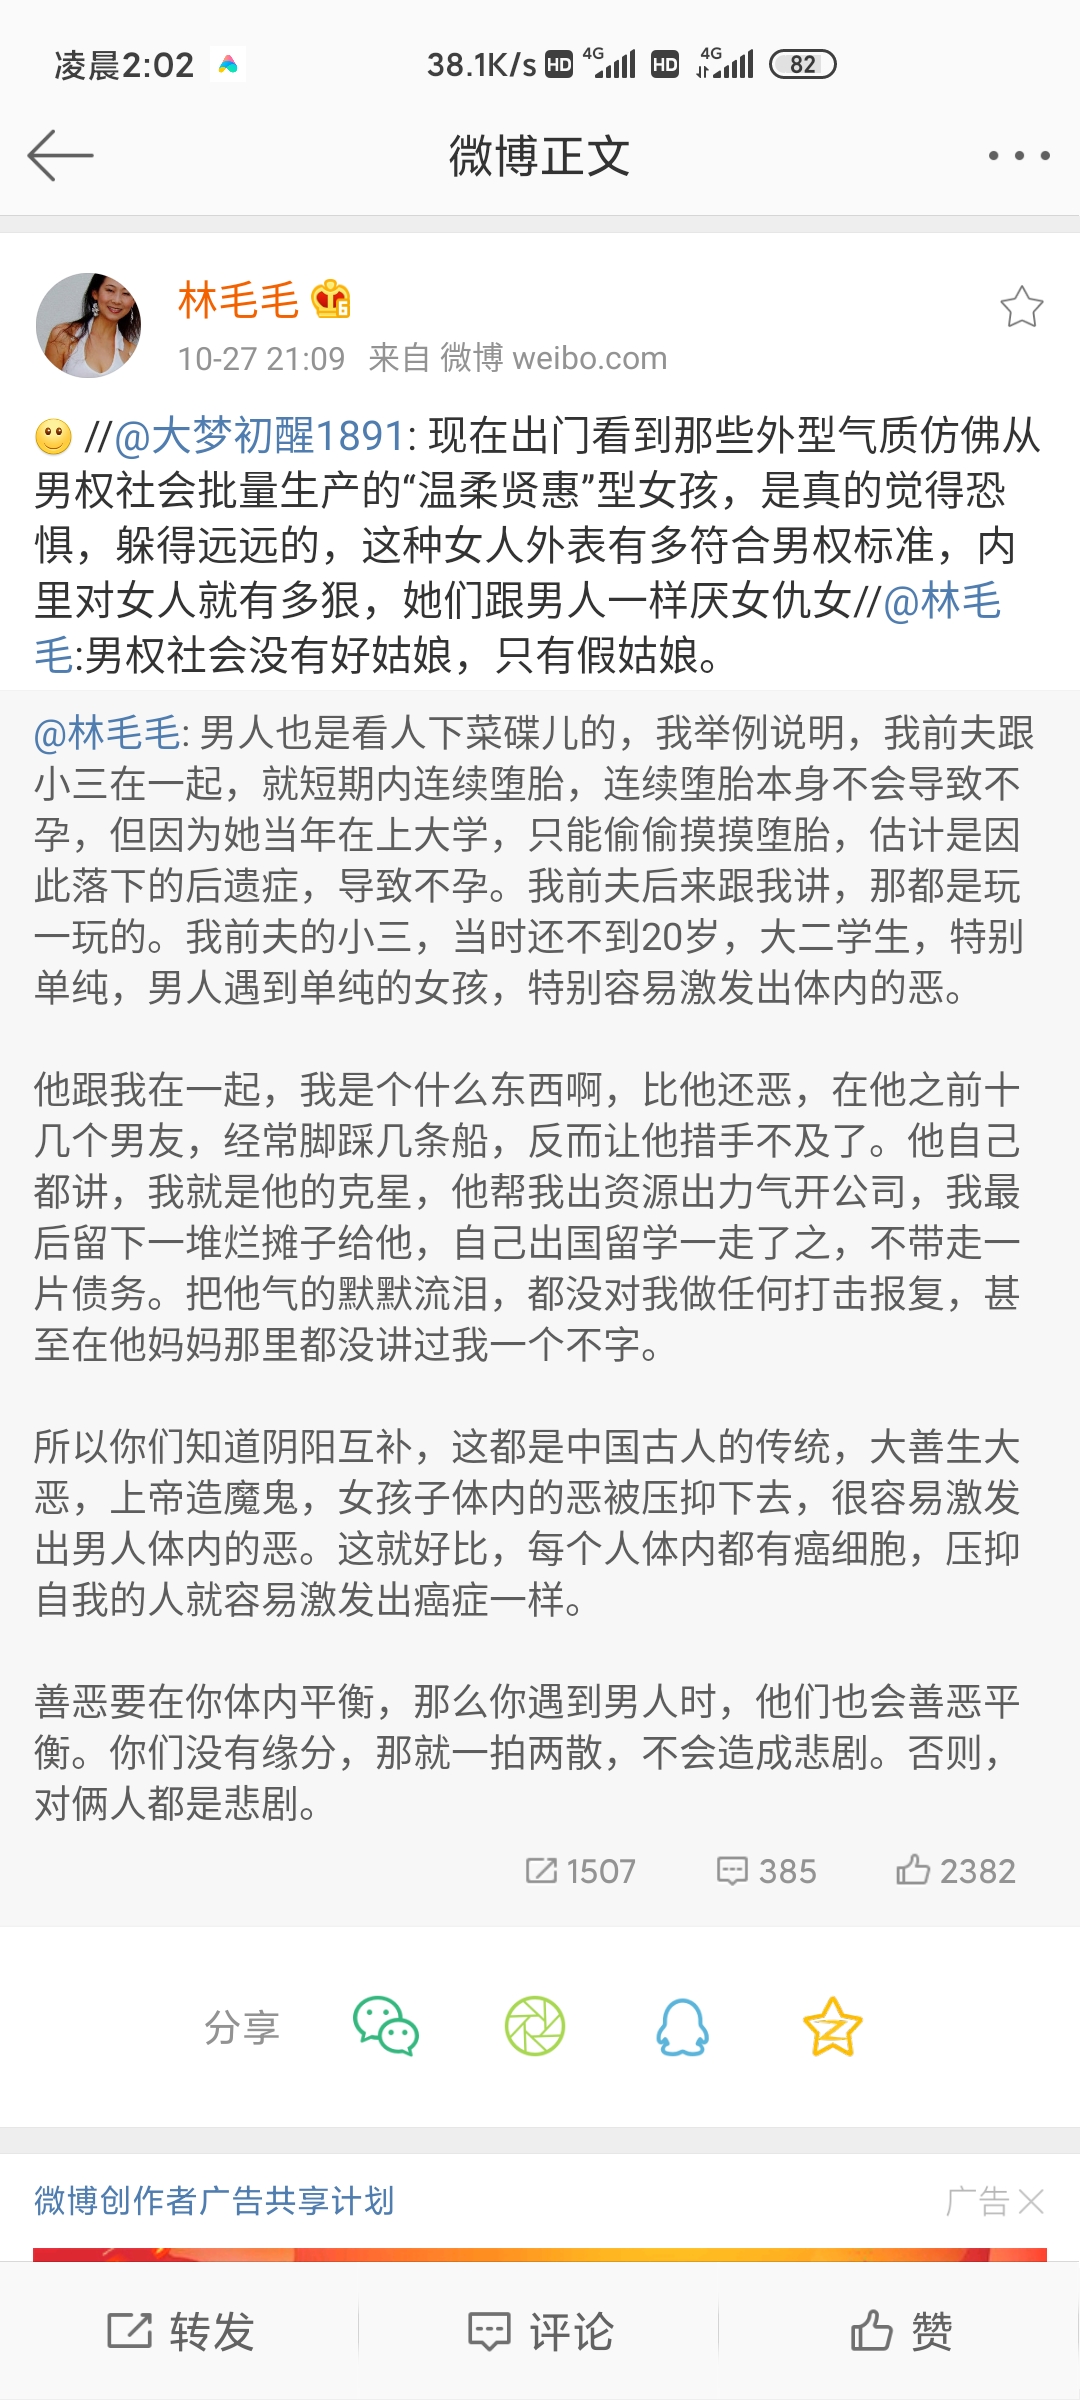 凌晨2:02 38.1K/s HD 4G HD 4G 82
微博正文
林毛毛 6
10-27 21:09 来自 微博 weibo.com
//@大梦初醒1891: 现在出门看到那些外型气质仿佛从
男权社会批量生产的“温柔贤惠”型女孩，是真的觉得恐
惧，躲得远远的，这种女人外表有多符合男权标准，内
里对女人就有多狠，她们跟男人一样厌女仇女//@林毛
毛:男权社会没有好姑娘，只有假姑娘。
@林毛毛: 男人也是看人下菜碟儿的，我举例说明，我前夫跟
小三在一起，就短期内连续堕胎，连续堕胎本身不会导致不
孕，但因为她当年在上大学，只能偷偷摸摸堕胎，估计是因
此落下的后遗症，导致不孕。我前夫后来跟我讲，那都是玩
一玩的。我前夫的小三，当时还不到20岁，大二学生，特别
单纯，男人遇到单纯的女孩，特别容易激发出体内的恶。
他跟我在一起，我是个什么东西啊，比他还恶，在他之前十
几个男友，经常脚踩几条船，反而让他措手不及了。他自己
都讲，我就是他的克星，他帮我出资源出力气开公司，我最
后留下一堆烂摊子给他，自己出国留学一走了之，不带走一
片债务。把他气的默默流泪，都没对我做任何打击报复，甚
至在他妈妈那里都没讲过我一个不字。
所以你们知道阴阳互补，这都是中国古人的传统，大善生大
恶，上帝造魔鬼，女孩子体内的恶被压抑下去，很容易激发
出男人体内的恶。这就好比，每个人体内都有癌细胞，压抑
自我的人就容易激发出癌症一样。
善恶要在你体内平衡，那么你遇到男人时，他们也会善恶平
衡。你们没有缘分，那就一拍两散，不会造成悲剧。否则，
对俩人都是悲剧。
1507 385 2382
分享
微博创作者广告共享计划 广告
转发 评论 赞